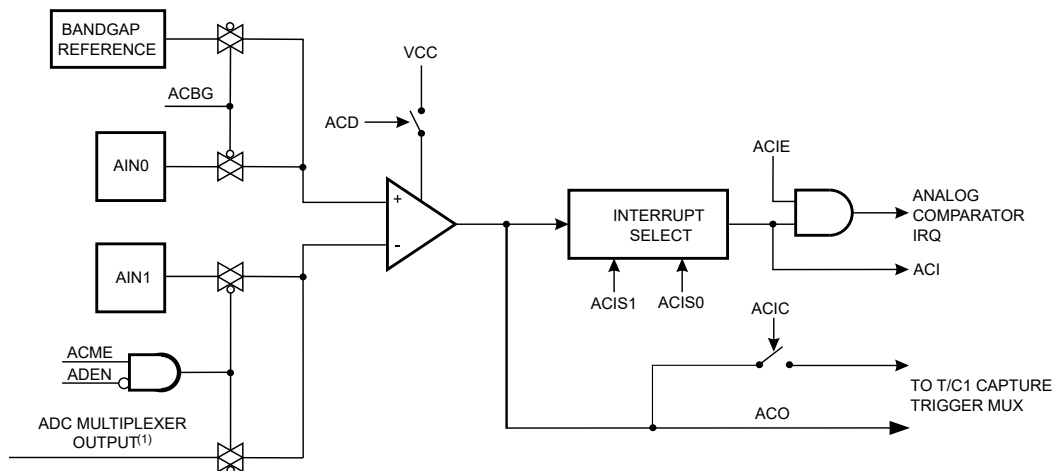 BANDGAP
REFERENCE
VCC
ACBG
ACD
AIN0
ACIE
+
ANALOG
COMPARATOR
IRQ
INTERRUPT
SELECT
-
AIN1
ACI
ACIS1
ACIS0
ACIC
ACME
ADEN
TO T/C1 CAPTURE
TRIGGER MUX
ACO
ADC MULTIPLEXER
OUTPUT(1)